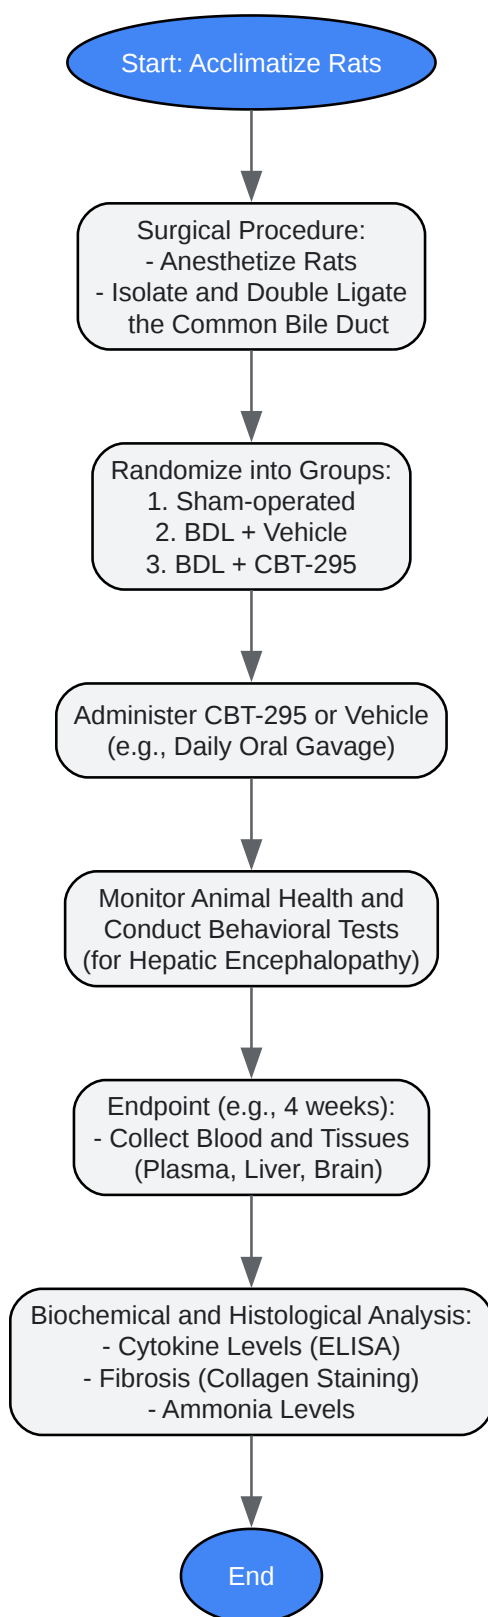 Start: Acclimatize Rats
Surgical Procedure:
- Anesthetize Rats
- Isolate and Double Ligate
the Common Bile Duct
Randomize into Groups:
1. Sham-operated
2. BDL + Vehicle
3. BDL + CBT-295
Administer CBT-295 or Vehicle
(e.g., Daily Oral Gavage)
Monitor Animal Health and
Conduct Behavioral Tests
(for Hepatic Encephalopathy)
Endpoint (e.g., 4 weeks):
- Collect Blood and Tissues
(Plasma, Liver, Brain)
Biochemical and Histological Analysis:
- Cytokine Levels (ELISA)
- Fibrosis (Collagen Staining)
- Ammonia Levels
End